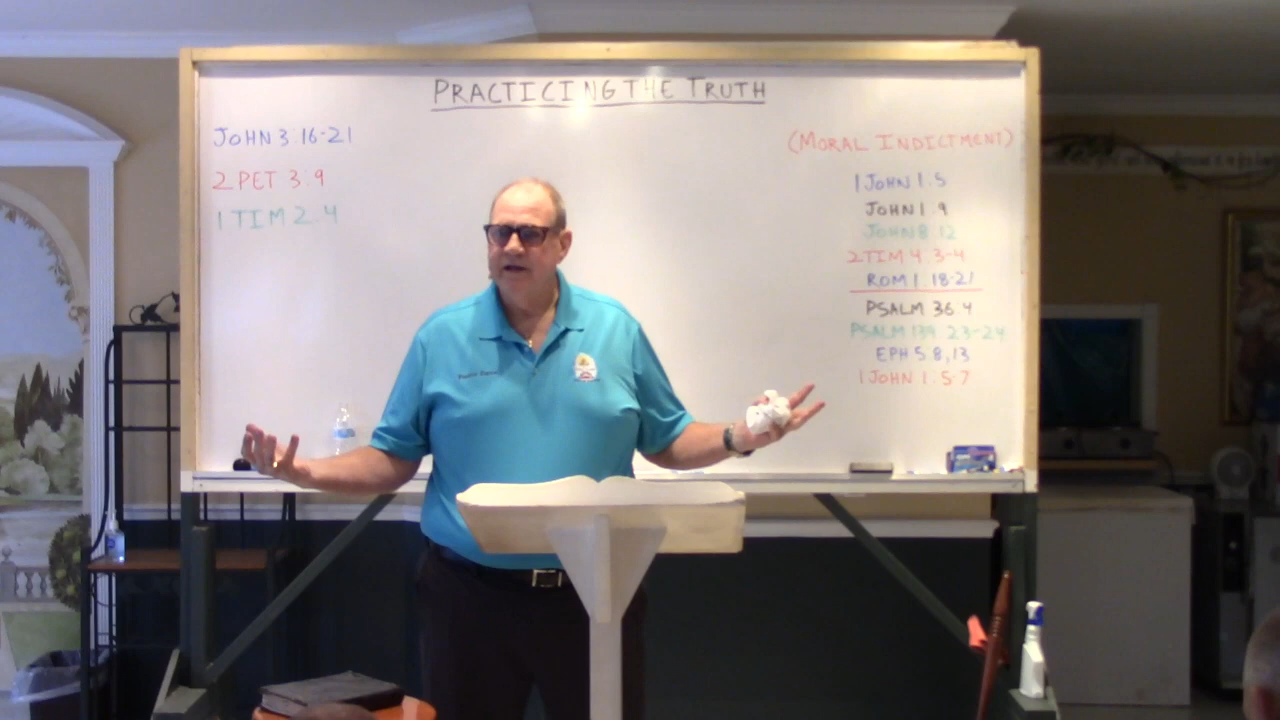 PRACTICING THE TRUTH
JOHN 3.16-21
2 PET 3.9
1 TIM 2.4
(MORAL INDICTMENT)
1 JOHN 1.5
JOHN 1.9
JOHN 8.12
2 TIM 4.3-4
ROM 1.18-21
PSALM 36.4
PSALM 139.23-24
EPH 5.8,13
1 JOHN 1.5-7